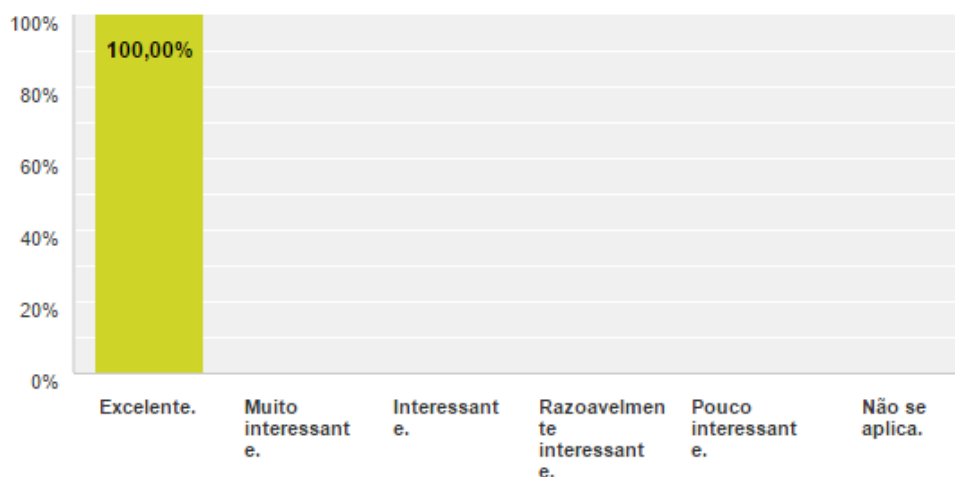 100%
100,00%
80%
60%
40%
20%
0%
Excelente.
Muito
interessant
e.
Interessant
e.
Razoavelmen
te
interessant
e.
Pouco
interessant
e.
Não se
aplica.